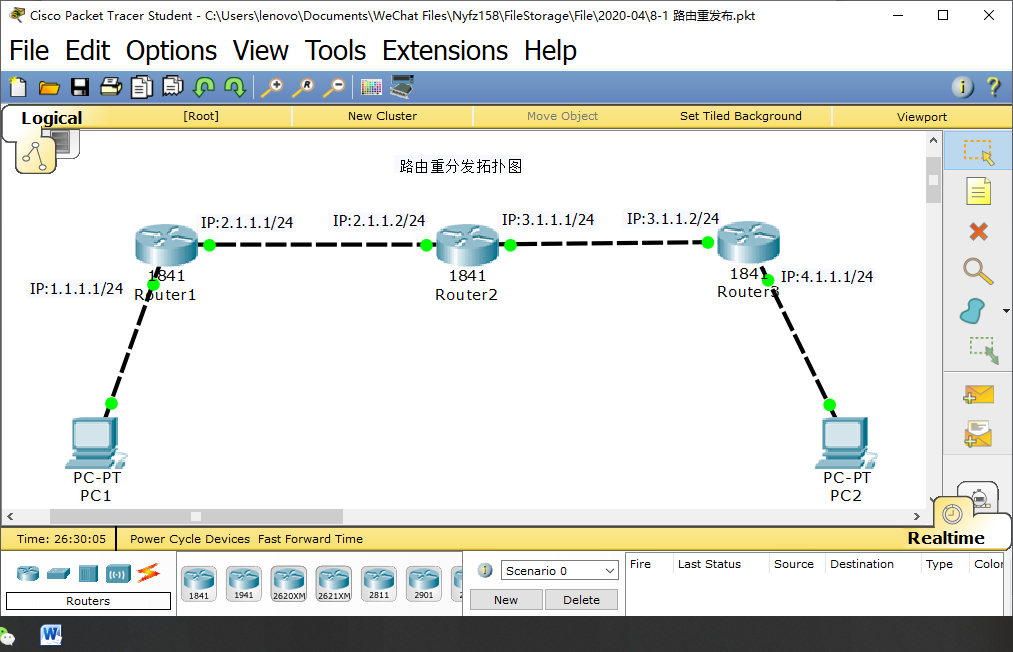 Cisco Packet Tracer Student - C:\Users\lenovo\Documents\WeChat Files\Nyfz158\FileStorage\File\2020-04\8-1 路由重发布.pkt
File Edit Options View Tools Extensions Help
Logical [Root] New Cluster Move Object Set Tiled Background Viewport
路由重分发拓扑图
IP:2.1.1.1/24 IP:2.1.1.2/24 IP:3.1.1.1/24 IP:3.1.1.2/24
1841 1841 1841 IP:4.1.1.1/24
IP:1.1.1.1/24 Router1 Router2 Router3
PC-PT PC-PT
PC1 PC2
Time: 26:30:05 Power Cycle Devices Fast Forward Time Realtime
Fire Last Status Source Destination Type Color
Scenario 0
1841 1941 2620XM 2621XM 2811 2901 2
Routers New Delete